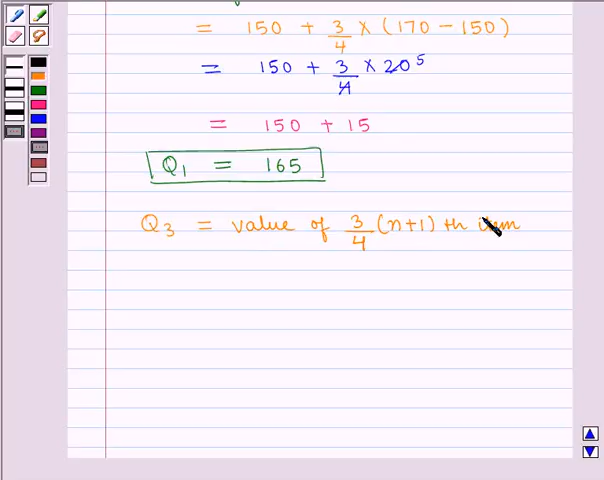 = 150 + 3/4 × (170 − 150)
= 150 + 3/4 × 20 5
= 150 + 15
Q1 = 165
Q3 = value of 3/4 (n+1) th item